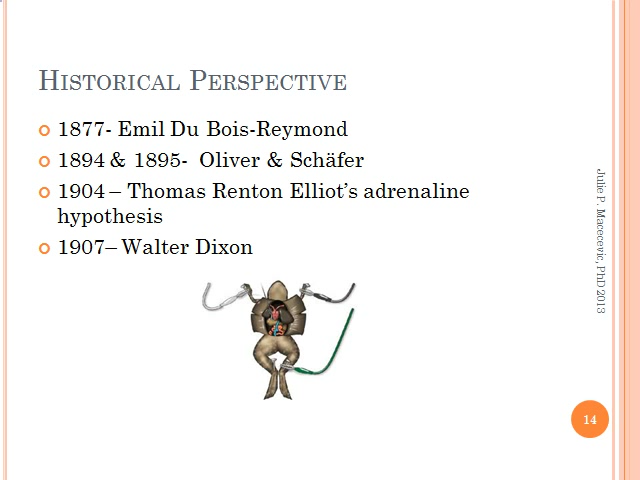 Historical Perspective
1877- Emil Du Bois-Reymond
1894 & 1895-  Oliver & Schäfer
1904 – Thomas Renton Elliot’s adrenaline
hypothesis
1907– Walter Dixon
Julie P. Macecevic, PhD 2013
14